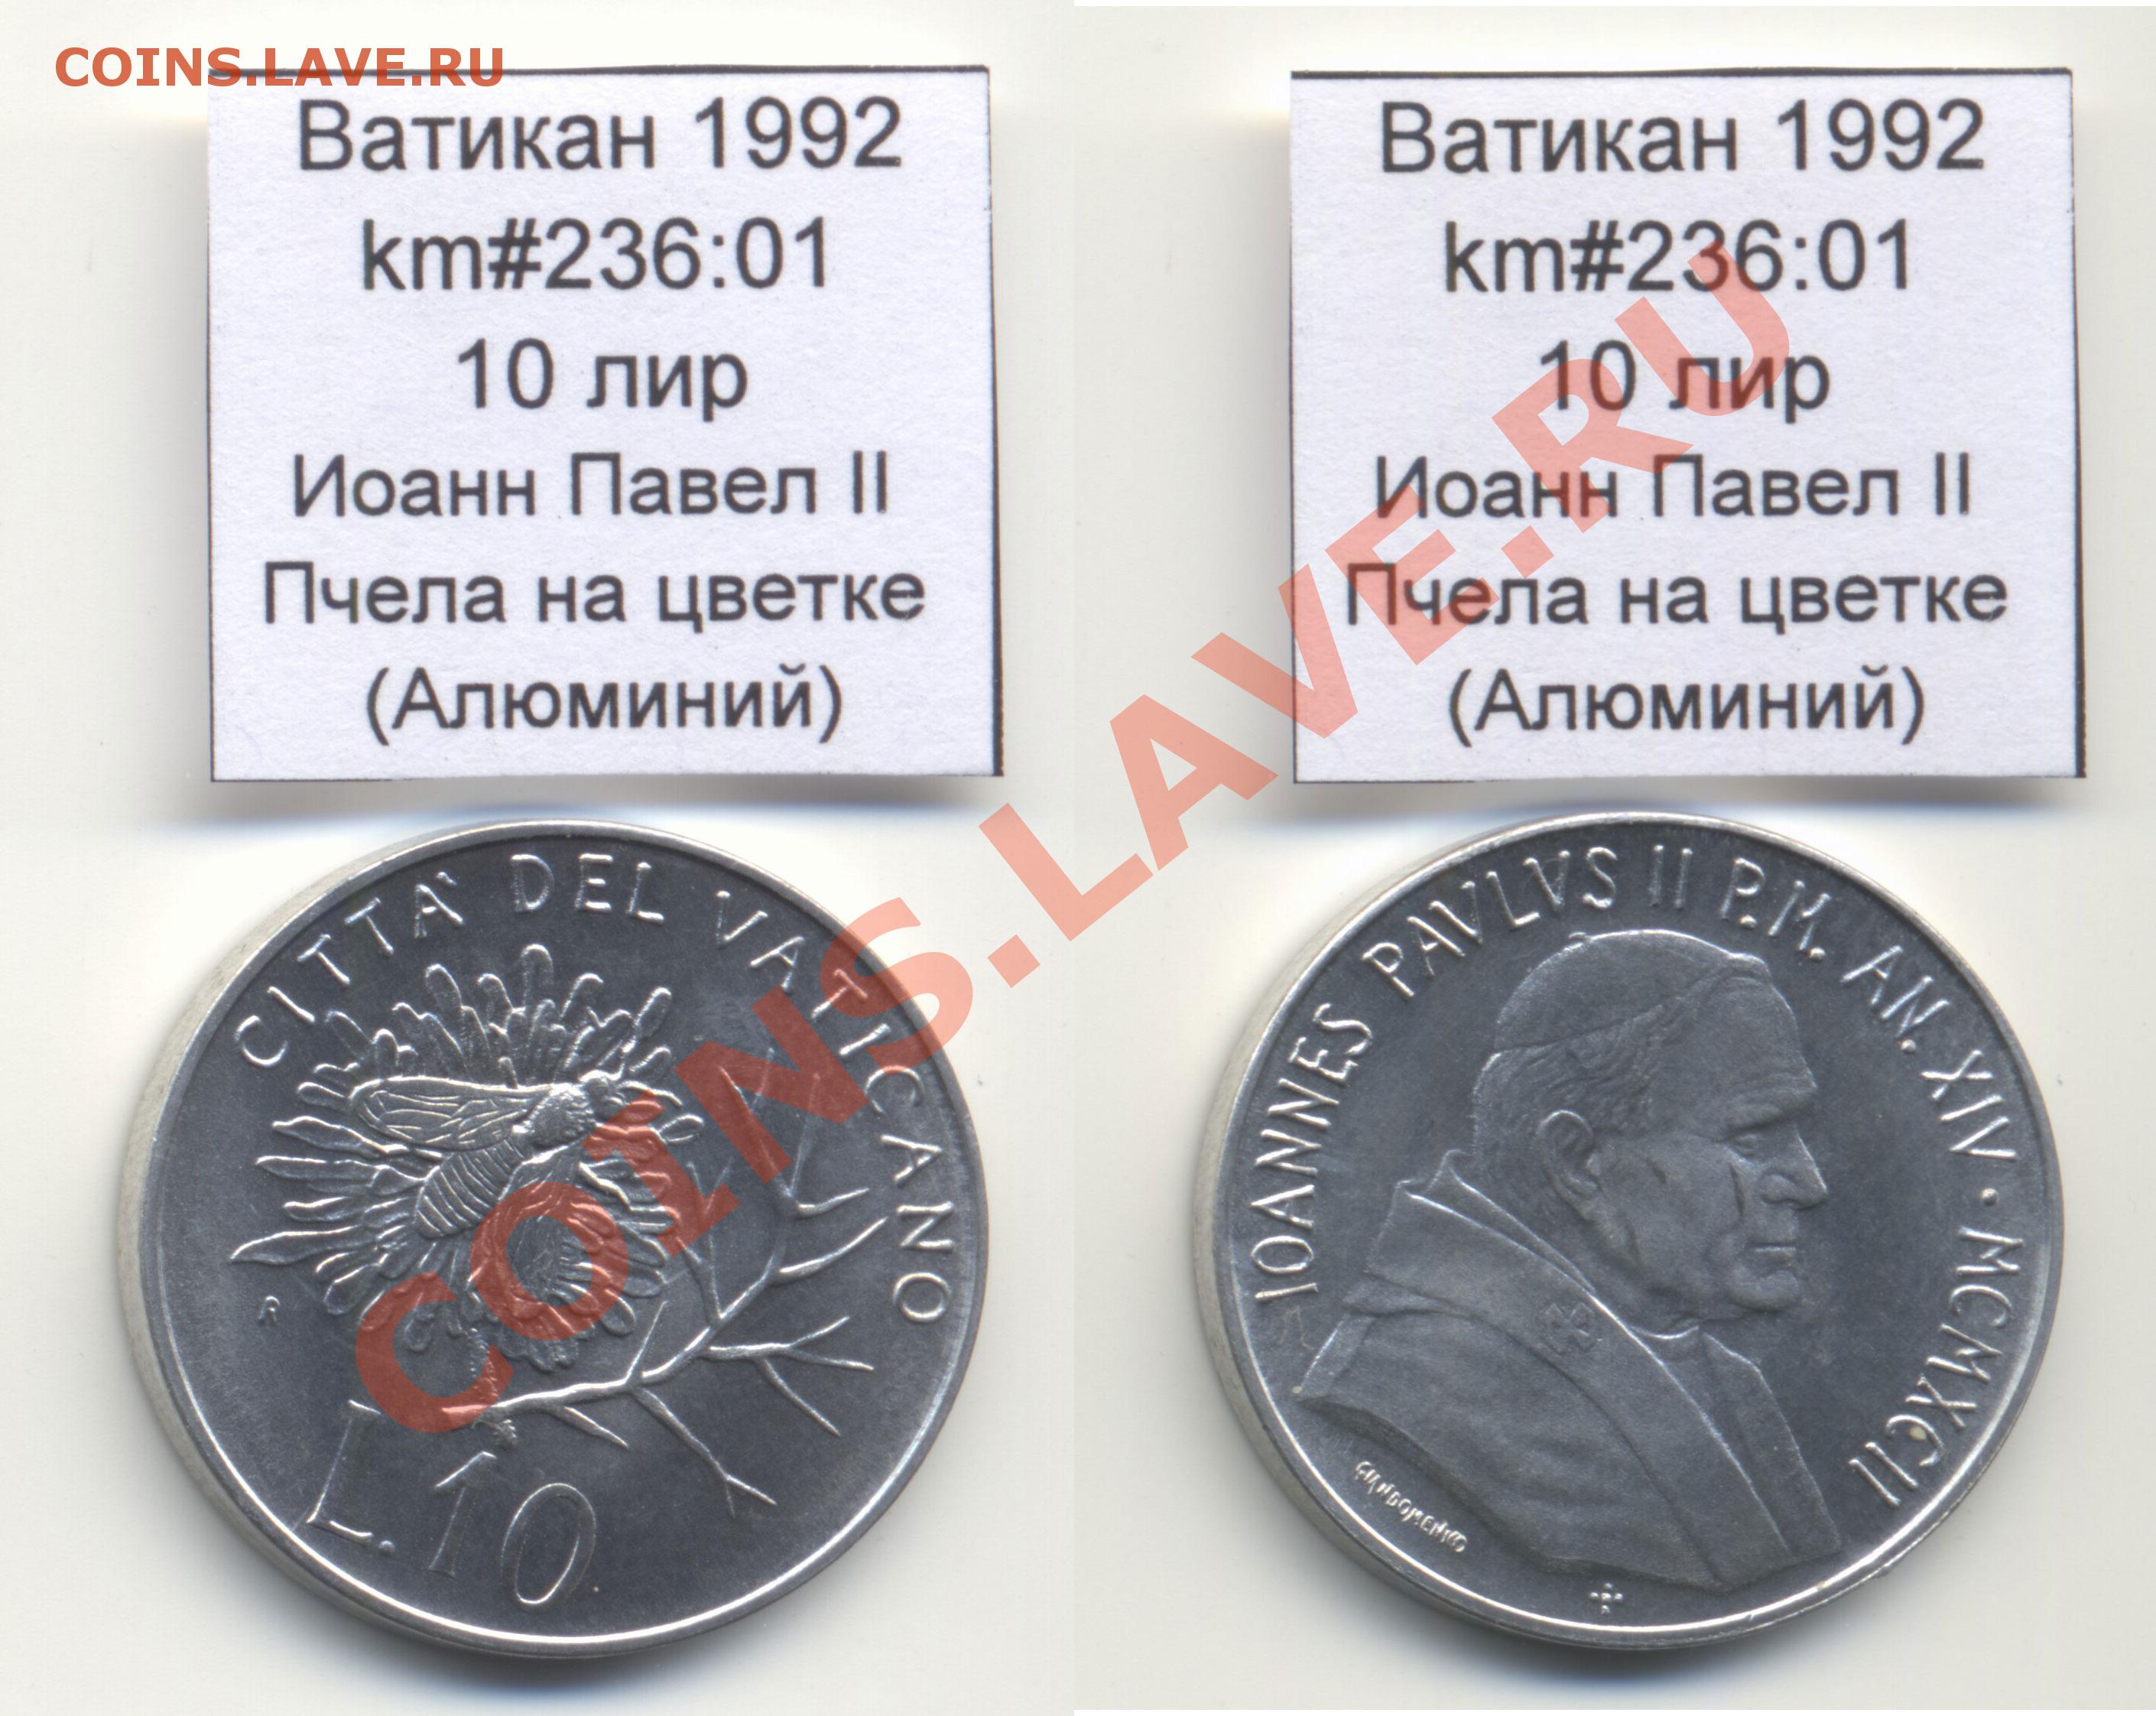 COINS.LAVE.RU
Ватикан 1992
km#236:01
10 лир
Иоанн Павел II
Пчела на цветке
(Алюминий)
CITTA' DEL VATICANO
R
L.10
Ватикан 1992
km#236:01
10 лир
Иоанн Павел II
Пчела на цветке
(Алюминий)
IOANNES PAVLVS II P.M. AN. XIV · MCMXCII
GUIDOMENICO
COINS.LAVE.RU